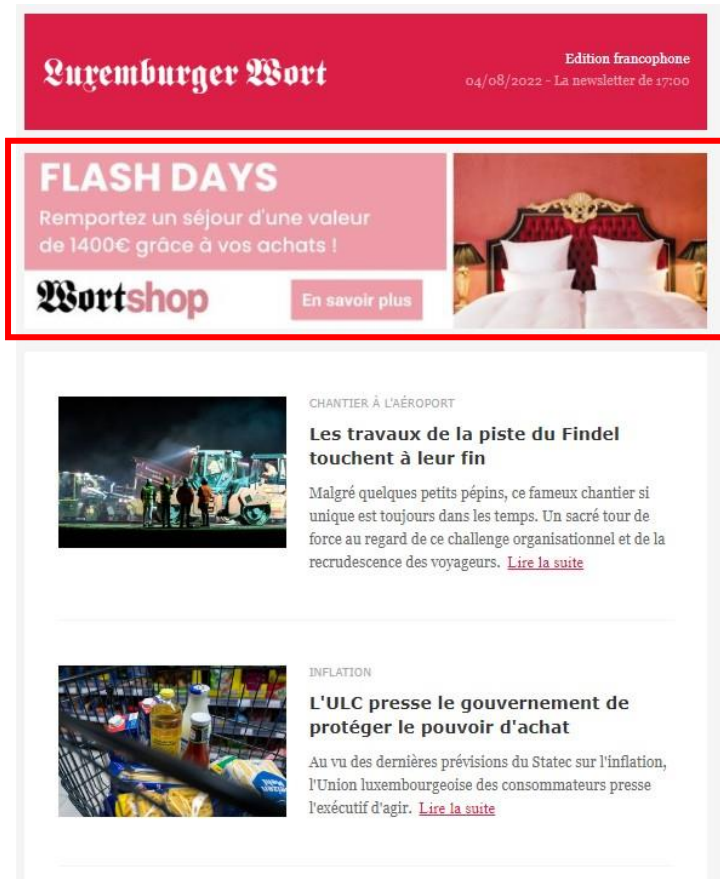 Luxemburger Wort
Edition francophone
04/08/2022 - La newsletter de 17:00
FLASH DAYS
Remportez un séjour d'une valeur
de 1400€ grâce à vos achats !
Wortshop
En savoir plus
CHANTIER À L'AÉROPORT
Les travaux de la piste du Findel
touchent à leur fin
Malgré quelques petits pépins, ce fameux chantier si
unique est toujours dans les temps. Un sacré tour de
force au regard de ce challenge organisationnel et de la
recrudescence des voyageurs. Lire la suite
INFLATION
L'ULC presse le gouvernement de
protéger le pouvoir d'achat
Au vu des dernières prévisions du Statec sur l'inflation,
l'Union luxembourgeoise des consommateurs presse
l'exécutif d'agir. Lire la suite